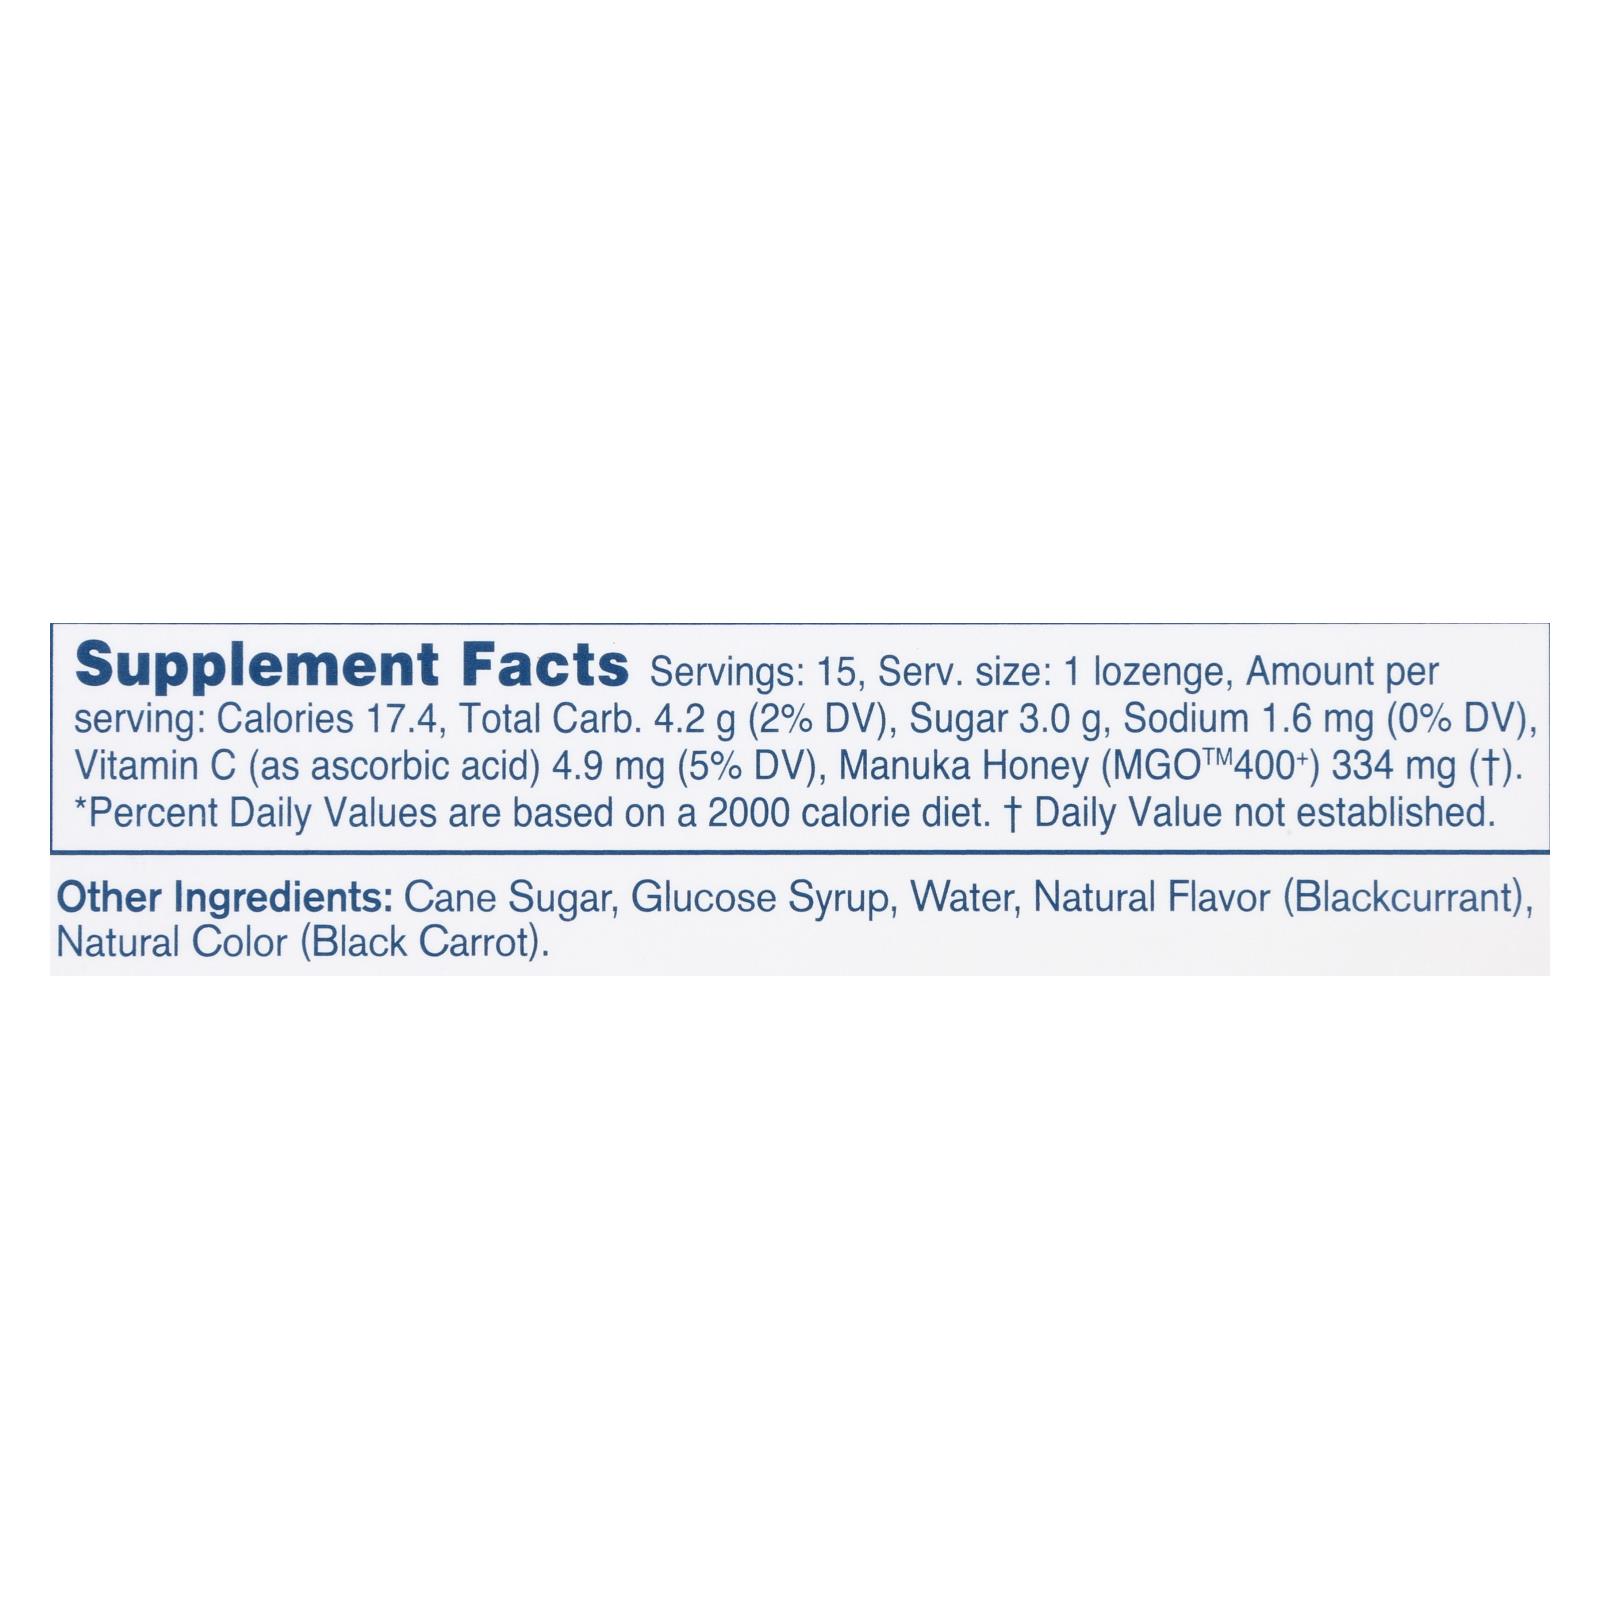 Supplement Facts Servings: 15, Serv. size: 1 lozenge, Amount per
serving: Calories 17.4, Total Carb. 4.2 g (2% DV), Sugar 3.0 g, Sodium 1.6 mg (0% DV),
Vitamin C (as ascorbic acid) 4.9 mg (5% DV), Manuka Honey (MGO™400⁺) 334 mg (†).
*Percent Daily Values are based on a 2000 calorie diet. † Daily Value not established.
Other Ingredients: Cane Sugar, Glucose Syrup, Water, Natural Flavor (Blackcurrant),
Natural Color (Black Carrot).